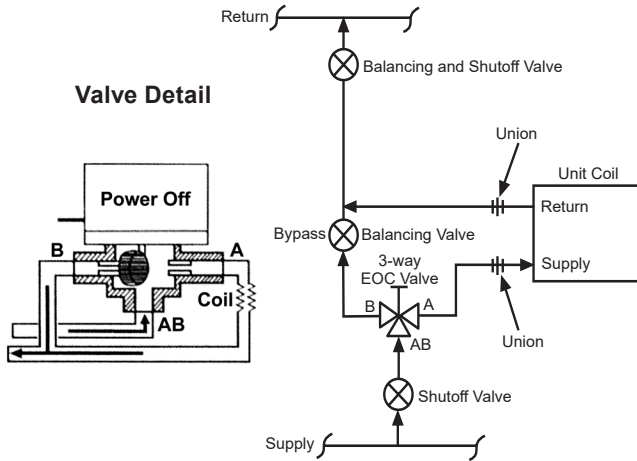 Return
Balancing and Shutoff Valve
Valve Detail
Union
Unit Coil
Power Off
Return
Bypass
Balancing Valve
B
A
3-way
EOC Valve
Supply
Coil
B
A
AB
AB
Union
Shutoff Valve
Supply